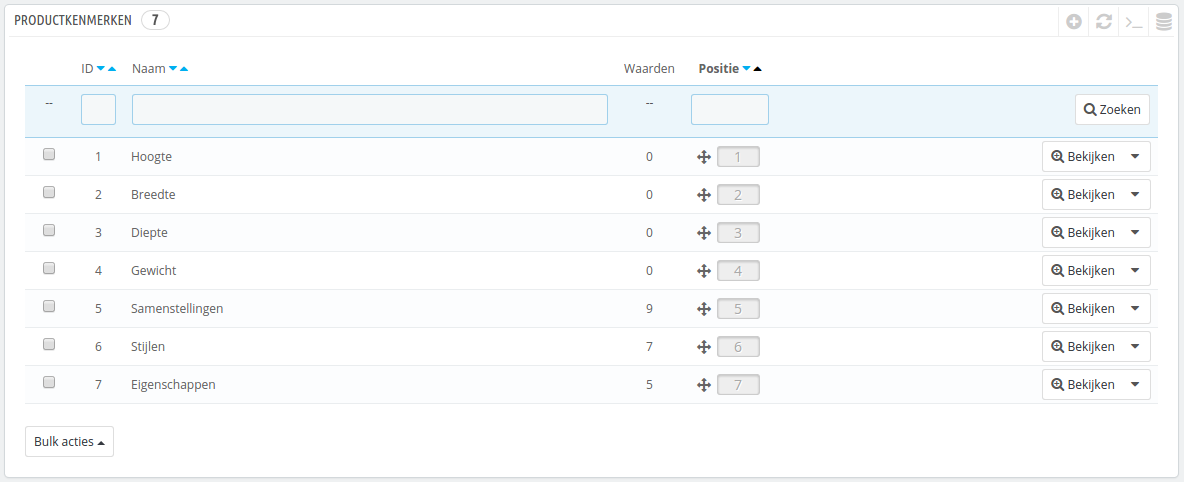 PRODUCTKENMERKEN 7
ID Naam Waarden Positie
-- -- Zoeken
1 Hoogte 0 1 Bekijken
2 Breedte 0 2 Bekijken
3 Diepte 0 3 Bekijken
4 Gewicht 0 4 Bekijken
5 Samenstellingen 9 5 Bekijken
6 Stijlen 7 6 Bekijken
7 Eigenschappen 5 7 Bekijken
Bulk acties